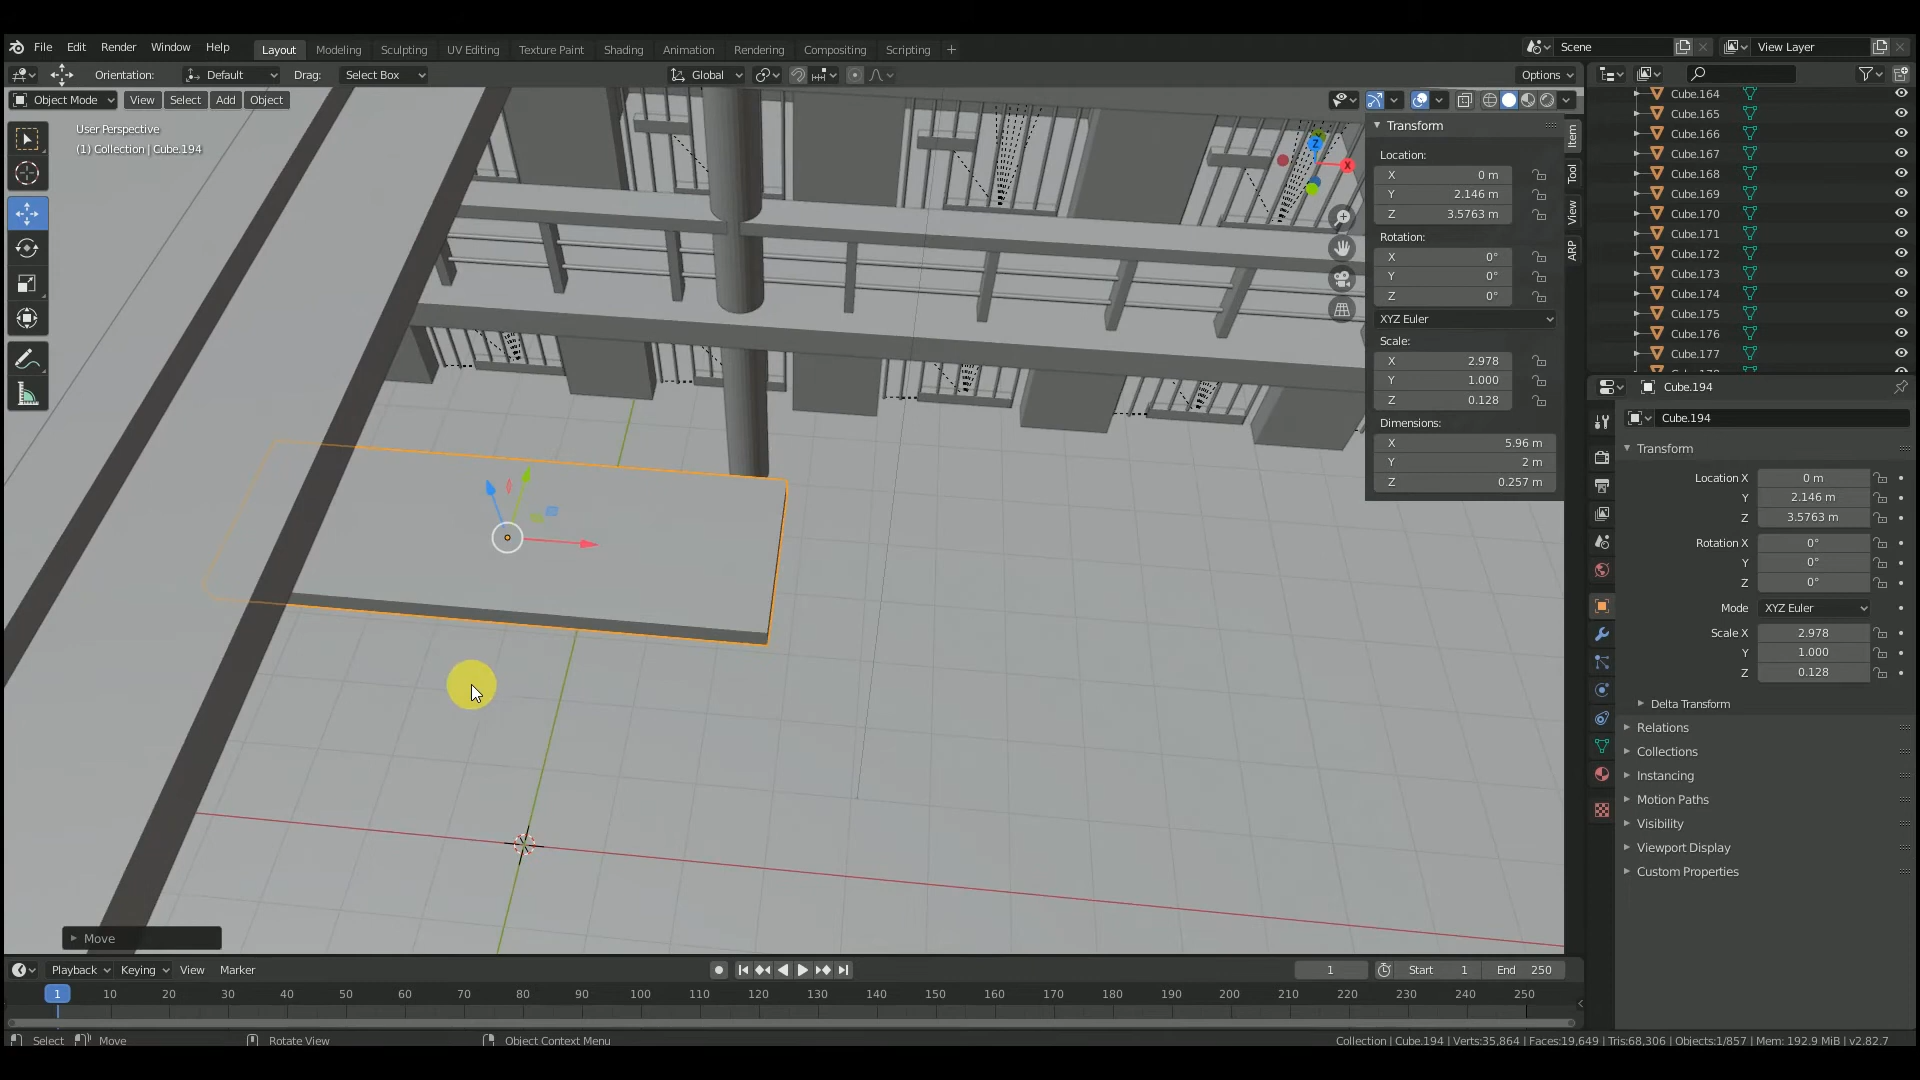 File Edit Render Window Help Layout Modeling Sculpting UV Editing Texture Paint Shading Animation Rendering Compositing Scripting + Scene View Layer
Orientation: Default Drag: Select Box Global Options
Object Mode View Select Add Object
User Perspective
(1) Collection | Cube.194
Z
X
Transform
Location:
X 0 m
Y 2.146 m
Z 3.5763 m
Rotation:
X 0°
Y 0°
Z 0°
XYZ Euler
Scale:
X 2.978
Y 1.000
Z 0.128
Dimensions:
X 5.96 m
Y 2 m
Z 0.257 m
Item
Tool
View
ARP
Cube.164
Cube.165
Cube.166
Cube.167
Cube.168
Cube.169
Cube.170
Cube.171
Cube.172
Cube.173
Cube.174
Cube.175
Cube.176
Cube.177
Cube.194
Cube.194
Transform
Location X 0 m
Y 2.146 m
Z 3.5763 m
Rotation X 0°
Y 0°
Z 0°
Mode XYZ Euler
Scale X 2.978
Y 1.000
Z 0.128
Delta Transform
Relations
Collections
Instancing
Motion Paths
Visibility
Viewport Display
Custom Properties
Move
Playback Keying View Marker 1 Start 1 End 250
1 10 20 30 40 50 60 70 80 90 100 110 120 130 140 150 160 170 180 190 200 210 220 230 240 250
Select Move Rotate View Object Context Menu Collection | Cube.194 | Verts:35,864 | Faces:19,649 | Tris:68,306 | Objects:1/857 | Mem: 192.9 MiB | v2.82.7